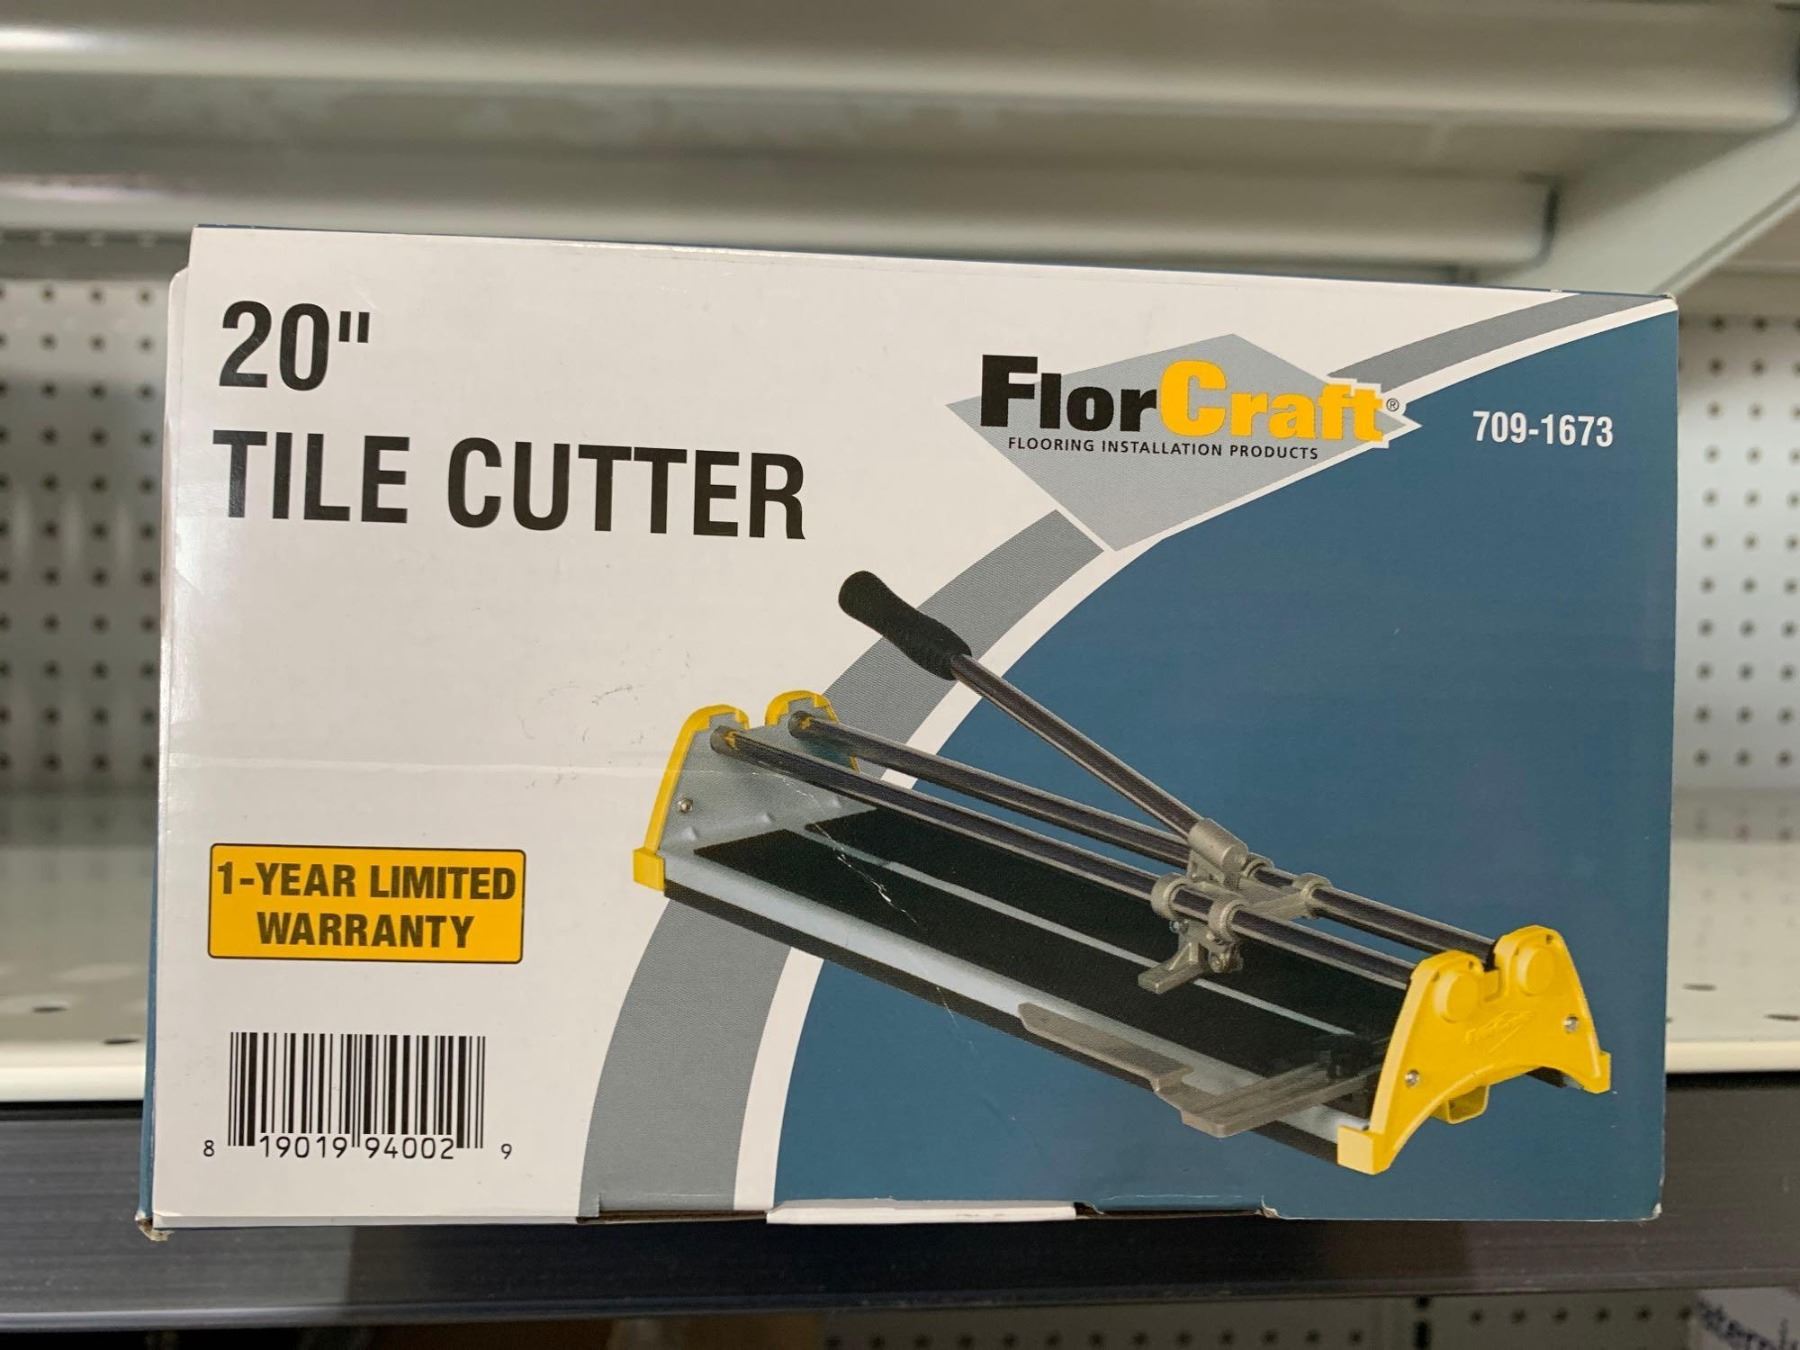 20"
TILE CUTTER
FlorCraft®
FLOORING INSTALLATION PRODUCTS
709-1673
1-YEAR LIMITED
WARRANTY
8 19019 94002 9